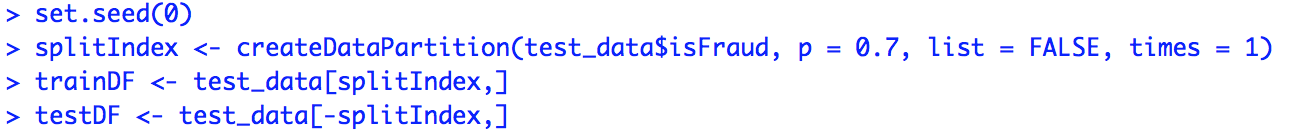 > set.seed(0)
> splitIndex <- createDataPartition(test_data$isFraud, p = 0.7, list = FALSE, times = 1)
> trainDF <- test_data[splitIndex,]
> testDF <- test_data[-splitIndex,]